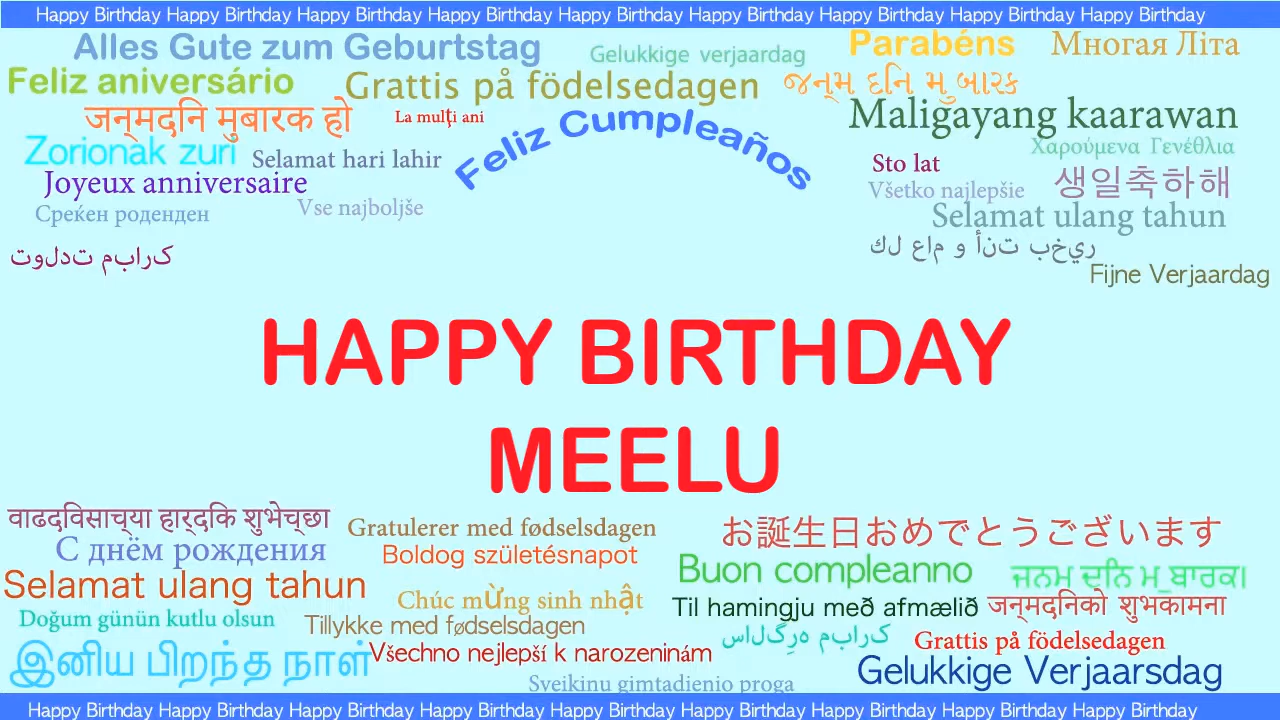 Happy Birthday Happy Birthday Happy Birthday Happy Birthday Happy Birthday Happy Birthday Happy Birthday Happy Birthday Happy Birthday
Alles Gute zum Geburtstag
Gelukkige verjaardag
Parabéns
Многая Літа
Feliz aniversário
Grattis på födelsedagen
જન્મ દિન મુબારક
जन्मदिन मुबारक हो
La mulţi ani
Feliz Cumpleaños
Maligayang kaarawan
Zorionak zuri
Selamat hari lahir
Sto lat
Χαρούμενα Γενέθλια
Joyeux anniversaire
Všetko najlepšie
생일축하해
Среќен роденден
Vse najboljše
Selamat ulang tahun
تولدت مبارک
كل عام و أنت بخير
Fijne Verjaardag
HAPPY BIRTHDAY
MEELU
वाढदिवसाच्या हार्दिक शुभेच्छा
Gratulerer med fødselsdagen
お誕生日おめでとうございます
С днём рождения
Boldog születésnapot
Buon compleanno
ਜਨਮ ਦਿਨ ਮੁਬਾਰਕ।
Selamat ulang tahun
Chúc mừng sinh nhật
Til hamingju með afmælið
जन्मदिनको शुभकामना
Doğum günün kutlu olsun
Tillykke med fødselsdagen
سالگرہ مبارک
Grattis på födelsedagen
இனிய பிறந்த நாள்
Všechno nejlepší k narozeninám
Gelukkige Verjaarsdag
Sveikinu gimtadienio proga
Happy Birthday Happy Birthday Happy Birthday Happy Birthday Happy Birthday Happy Birthday Happy Birthday Happy Birthday Happy Birthday